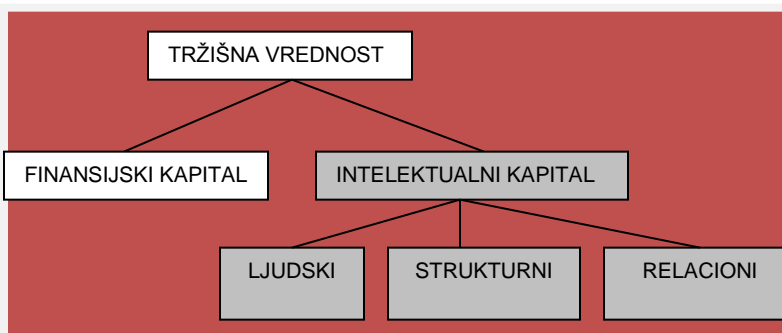 TRŽIŠNA VREDNOST
FINANSIJSKI KAPITAL
INTELEKTUALNI KAPITAL
LJUDSKI
STRUKTURNI
RELACIONI